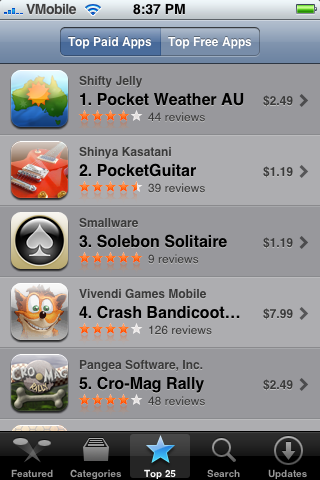 VMobile 8:37 PM
Top Paid Apps Top Free Apps
Shifty Jelly
1. Pocket Weather AU $2.49
44 reviews
Shinya Kasatani
2. PocketGuitar $1.19
39 reviews
Smallware
3. Solebon Solitaire $1.19
9 reviews
Vivendi Games Mobile
4. Crash Bandicoot... $7.99
126 reviews
Pangea Software, Inc.
CRO-MAG
RALLY
5. Cro-Mag Rally $2.49
48 reviews
Featured Categories Top 25 Search Updates